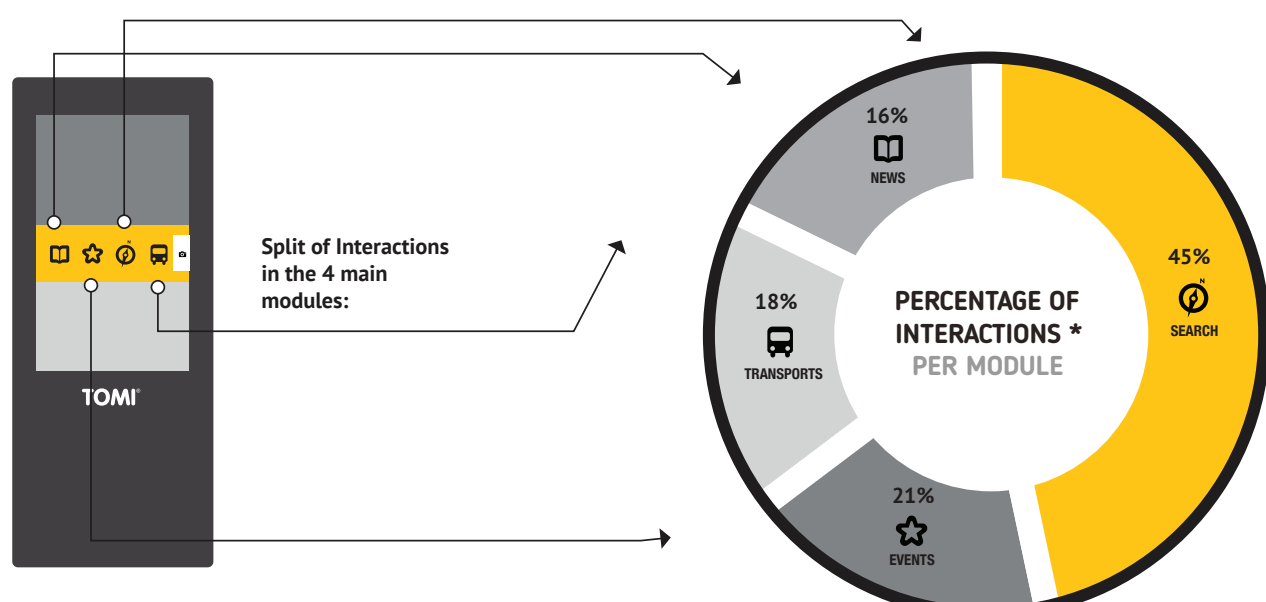 Split of Interactions
in the 4 main
modules:
TOMI®
16%
NEWS
45%
N
SEARCH
18%
TRANSPORTS
PERCENTAGE OF
INTERACTIONS *
PER MODULE
21%
EVENTS
N